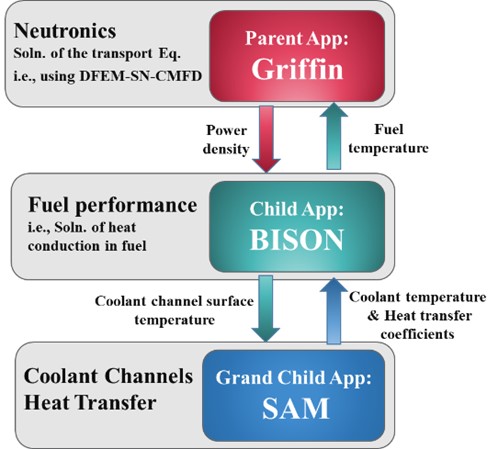 Neutronics
Soln. of the transport Eq.
i.e., using DFEM-SN-CMFD
Parent App:
Griffin
Power
density
Fuel
temperature
Fuel performance
i.e., Soln. of heat
conduction in fuel
Child App:
BISON
Coolant channel surface
temperature
Coolant temperature
& Heat transfer
coefficients
Coolant Channels
Heat Transfer
Grand Child App:
SAM